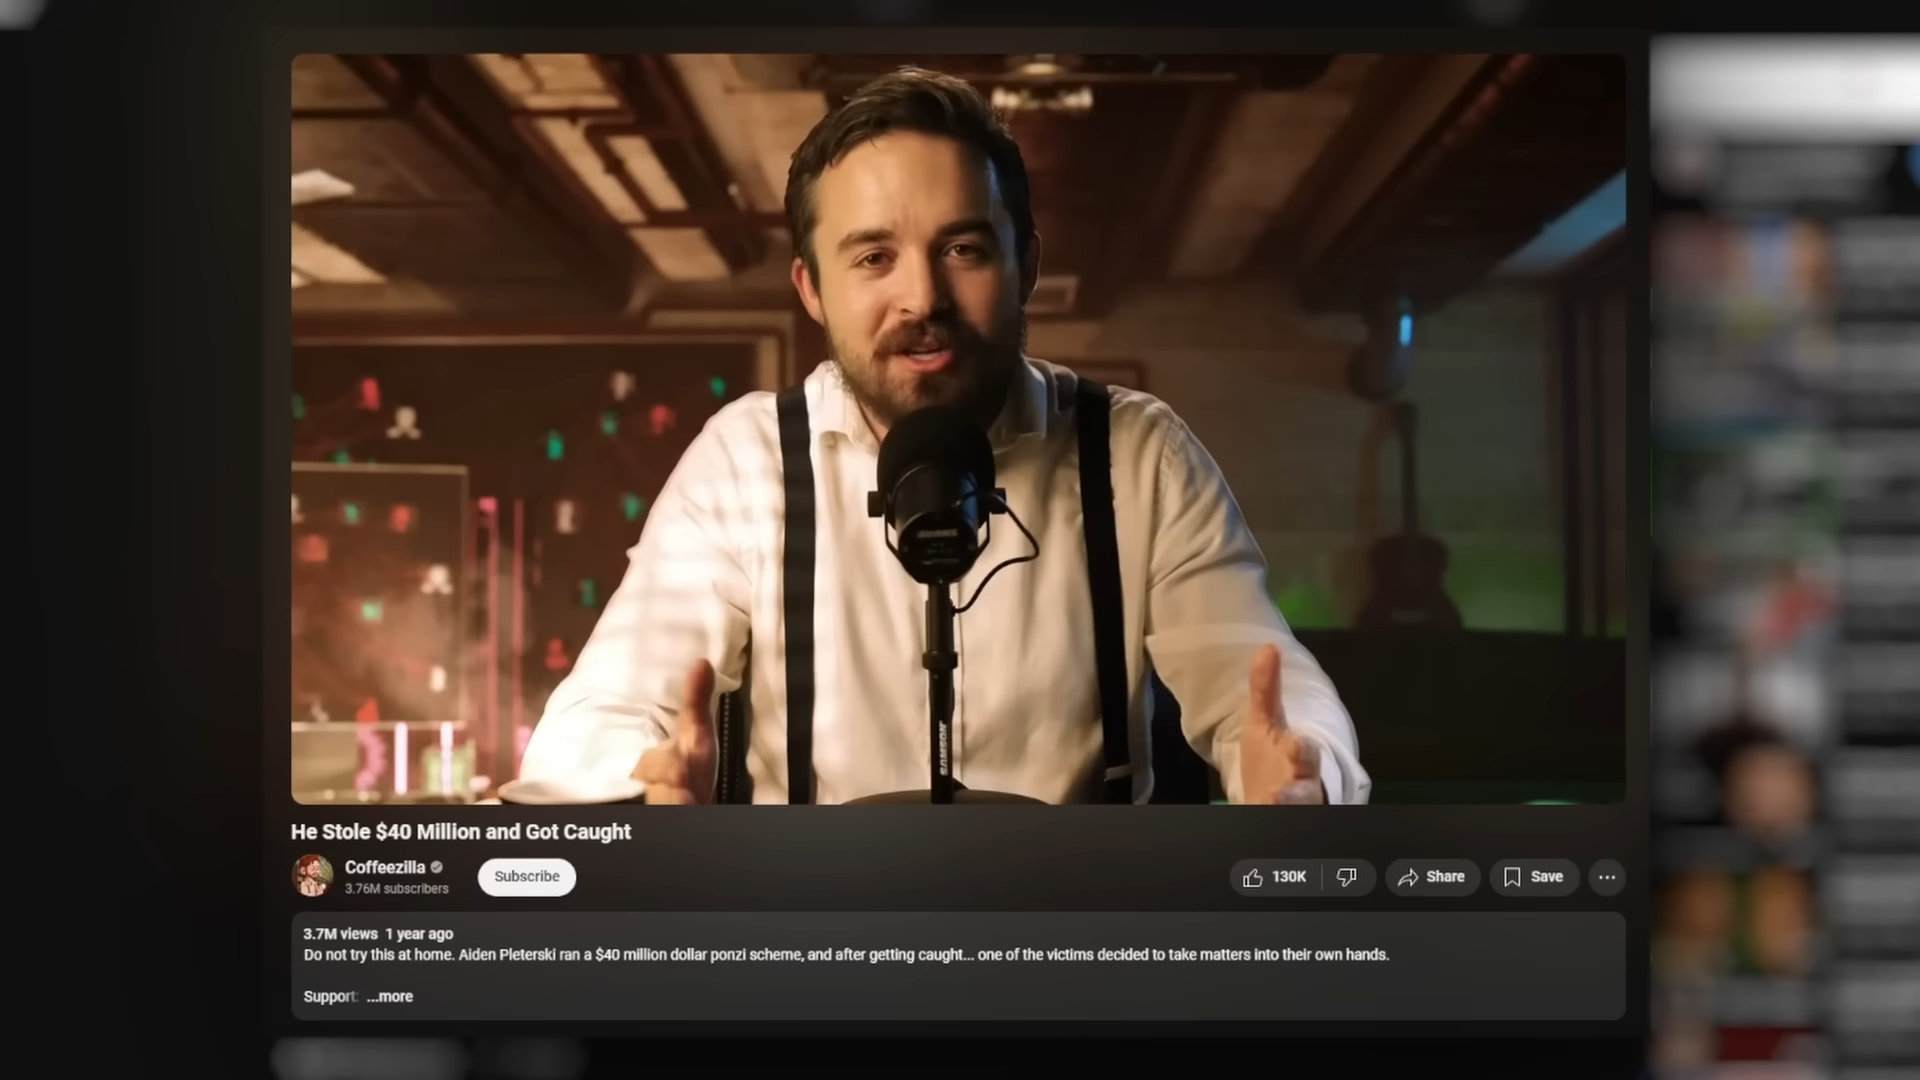 SAMSON
He Stole $40 Million and Got Caught
Coffeezilla
3.76M subscribers
Subscribe
130K
Share
Save
3.7M views 1 year ago
Do not try this at home. Aiden Pleterski ran a $40 million dollar ponzi scheme, and after getting caught... one of the victims decided to take matters into their own hands.
Support: ...more